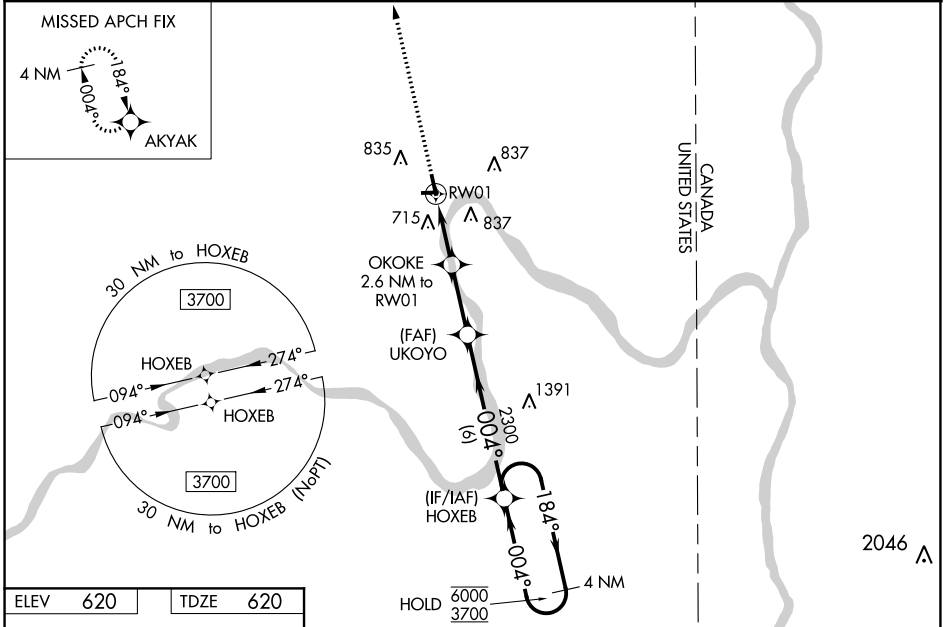 MISSED APCH FIX
4 NM
184°
004°
AKYAK
835
837
RW01
715
837
CANADA
UNITED STATES
OKOKE
2.6 NM to
RW01
(FAF)
UKOYO
30 NM to HOXEB
3700
HOXEB
274°
094°
274°
094°
HOXEB
3700
30 NM to HOXEB (NoPT)
1391
2300
004°
(6)
(IF/IAF)
HOXEB
184°
004°
4 NM
HOLD 6000
3700
2046
ELEV 620
TDZE 620